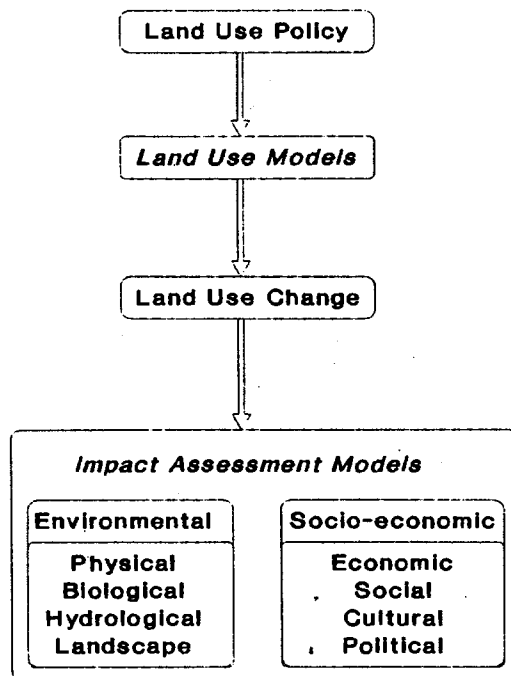 Land Use Policy
Land Use Models
Land Use Change
Impact Assessment Models
Environmental
Physical
Biological
Hydrological
Landscape
Socio-economic
Economic
Social
Cultural
Political